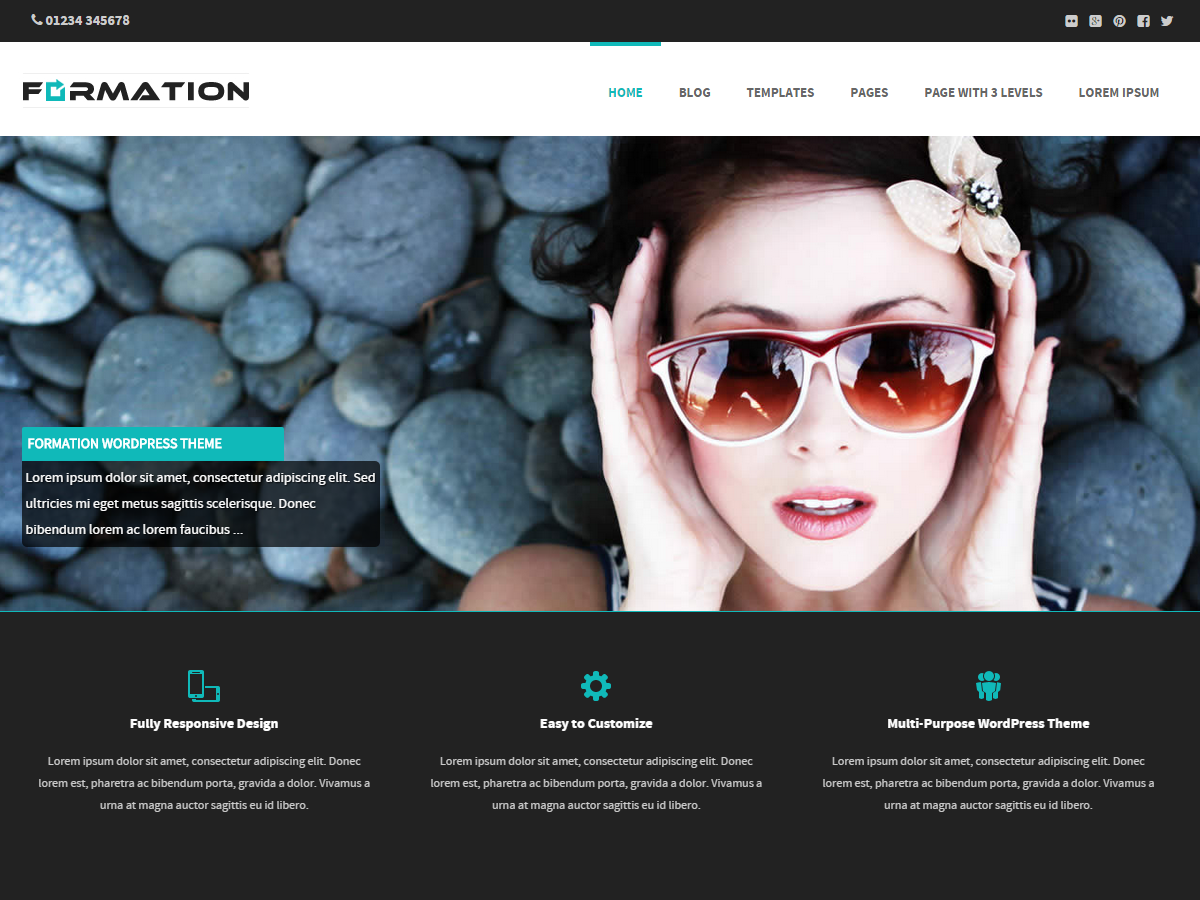 01234 345678
FORMATION
HOME BLOG TEMPLATES PAGES PAGE WITH 3 LEVELS LOREM IPSUM
FORMATION WORDPRESS THEME
Lorem ipsum dolor sit amet, consectetur adipiscing elit. Sed
ultricies mi eget metus sagittis scelerisque. Donec
bibendum lorem ac lorem faucibus ...
Fully Responsive Design
Lorem ipsum dolor sit amet, consectetur adipiscing elit. Donec
lorem est, pharetra ac bibendum porta, gravida a dolor. Vivamus a
urna at magna auctor sagittis eu id libero.
Easy to Customize
Lorem ipsum dolor sit amet, consectetur adipiscing elit. Donec
lorem est, pharetra ac bibendum porta, gravida a dolor. Vivamus a
urna at magna auctor sagittis eu id libero.
Multi-Purpose WordPress Theme
Lorem ipsum dolor sit amet, consectetur adipiscing elit. Donec
lorem est, pharetra ac bibendum porta, gravida a dolor. Vivamus a
urna at magna auctor sagittis eu id libero.